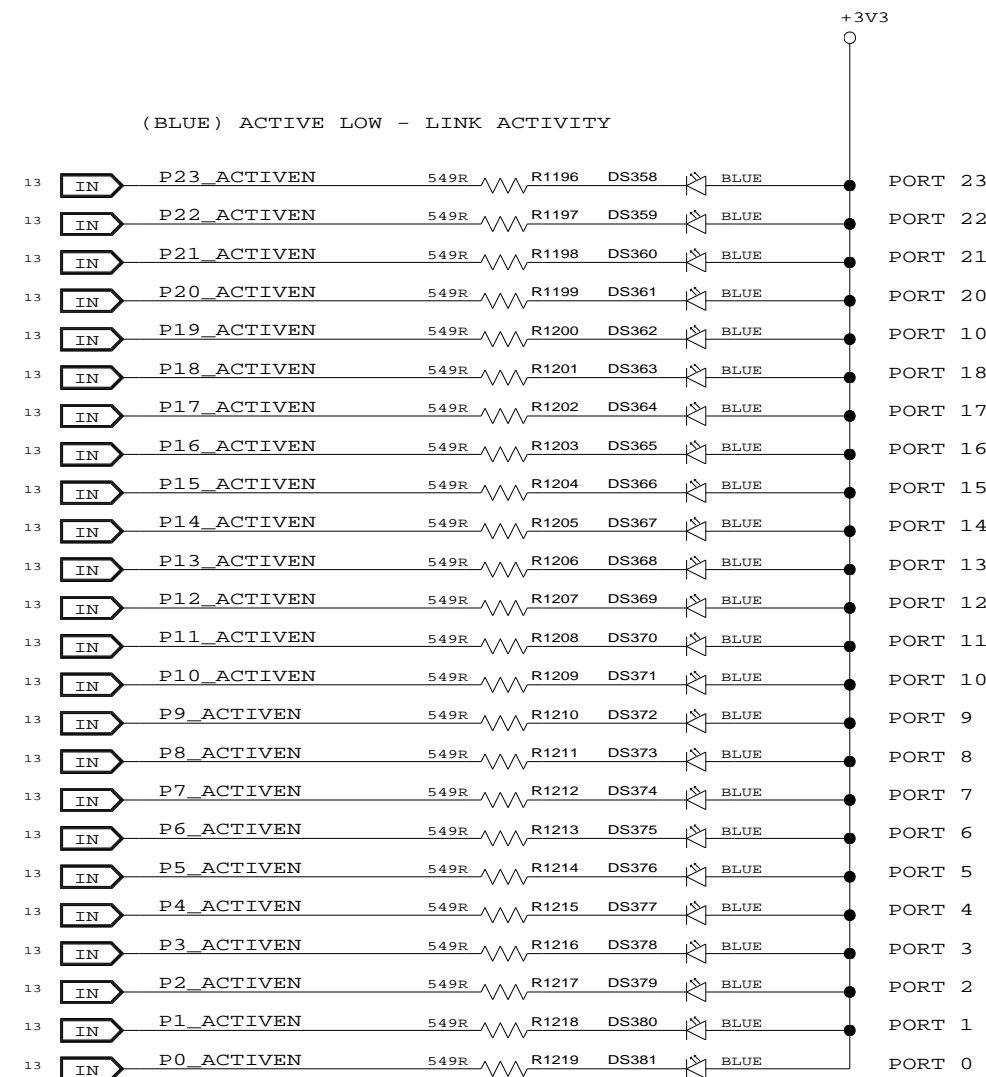 +3V3
(BLUE) ACTIVE LOW - LINK ACTIVITY
13 IN P23_ACTIVEN 549R R1196 DS358 BLUE PORT 23
13 IN P22_ACTIVEN 549R R1197 DS359 BLUE PORT 22
13 IN P21_ACTIVEN 549R R1198 DS360 BLUE PORT 21
13 IN P20_ACTIVEN 549R R1199 DS361 BLUE PORT 20
13 IN P19_ACTIVEN 549R R1200 DS362 BLUE PORT 10
13 IN P18_ACTIVEN 549R R1201 DS363 BLUE PORT 18
13 IN P17_ACTIVEN 549R R1202 DS364 BLUE PORT 17
13 IN P16_ACTIVEN 549R R1203 DS365 BLUE PORT 16
13 IN P15_ACTIVEN 549R R1204 DS366 BLUE PORT 15
13 IN P14_ACTIVEN 549R R1205 DS367 BLUE PORT 14
13 IN P13_ACTIVEN 549R R1206 DS368 BLUE PORT 13
13 IN P12_ACTIVEN 549R R1207 DS369 BLUE PORT 12
13 IN P11_ACTIVEN 549R R1208 DS370 BLUE PORT 11
13 IN P10_ACTIVEN 549R R1209 DS371 BLUE PORT 10
13 IN P9_ACTIVEN 549R R1210 DS372 BLUE PORT 9
13 IN P8_ACTIVEN 549R R1211 DS373 BLUE PORT 8
13 IN P7_ACTIVEN 549R R1212 DS374 BLUE PORT 7
13 IN P6_ACTIVEN 549R R1213 DS375 BLUE PORT 6
13 IN P5_ACTIVEN 549R R1214 DS376 BLUE PORT 5
13 IN P4_ACTIVEN 549R R1215 DS377 BLUE PORT 4
13 IN P3_ACTIVEN 549R R1216 DS378 BLUE PORT 3
13 IN P2_ACTIVEN 549R R1217 DS379 BLUE PORT 2
13 IN P1_ACTIVEN 549R R1218 DS380 BLUE PORT 1
13 IN P0_ACTIVEN 549R R1219 DS381 BLUE PORT 0